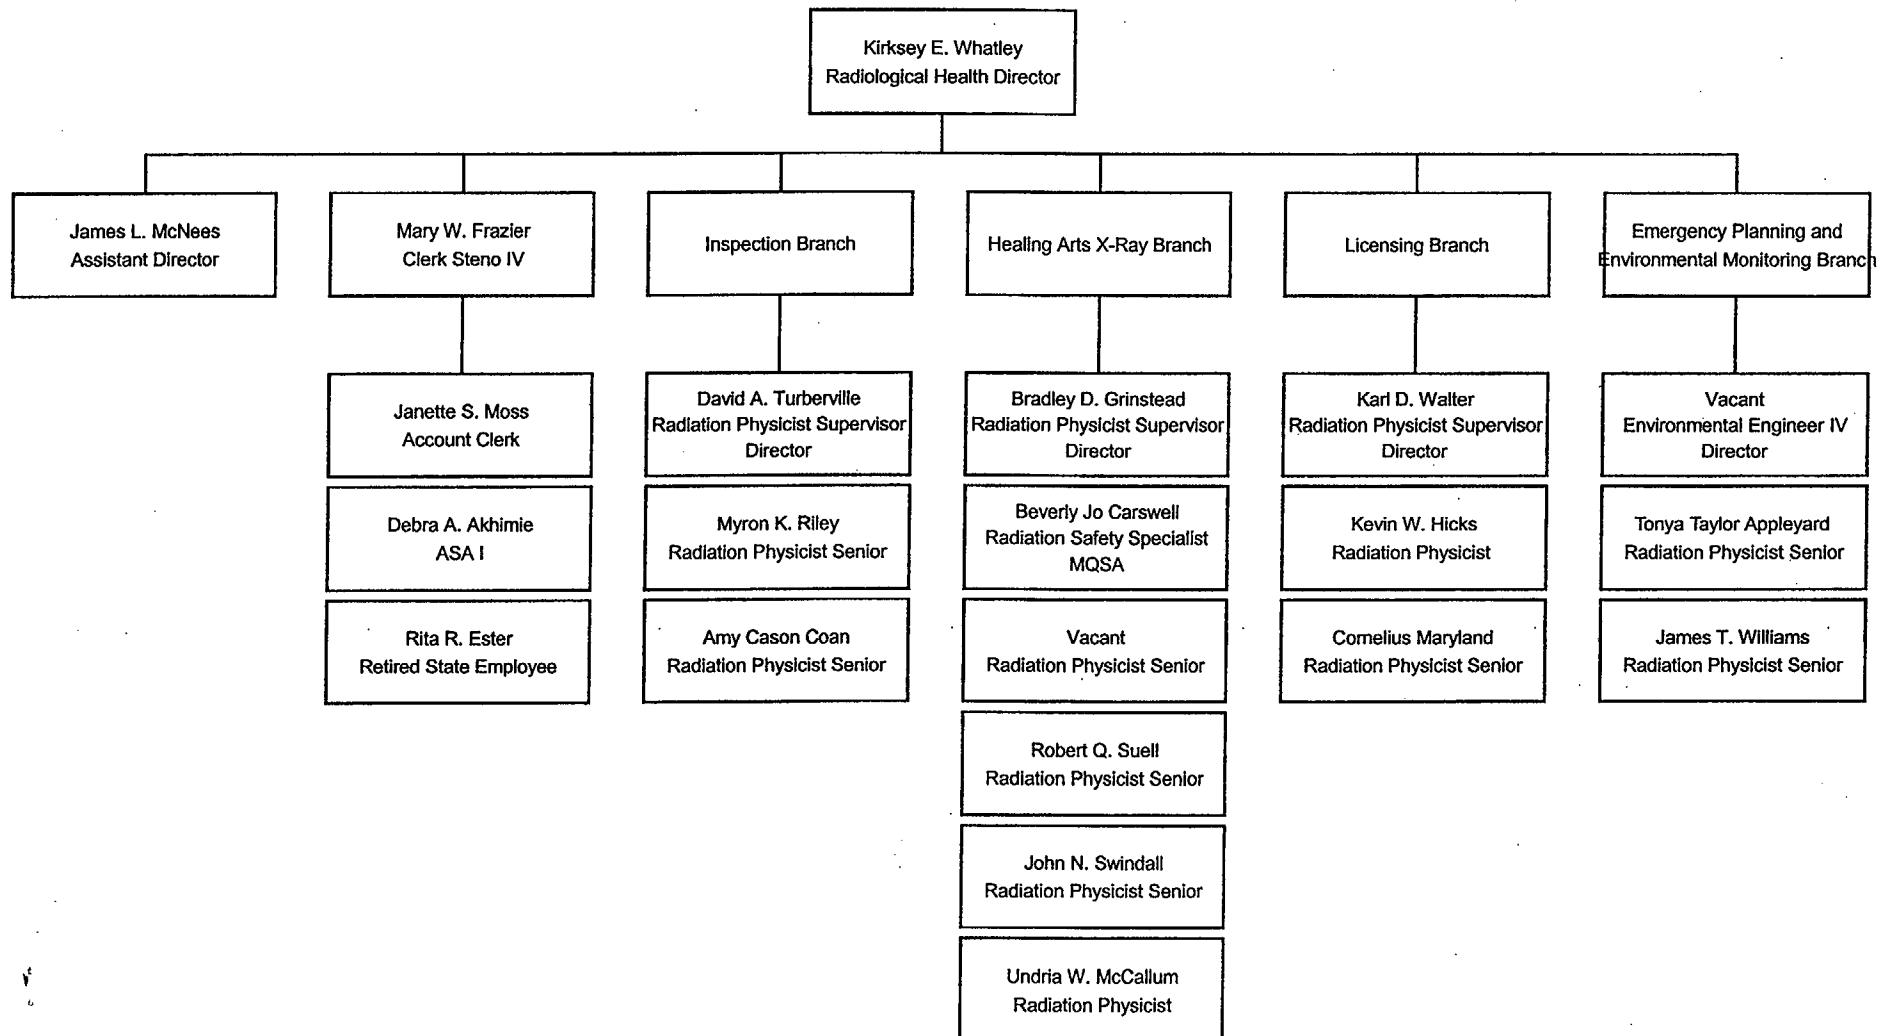 Kirksey E. Whatley
Radiological Health Director
James L. McNees
Assistant Director
Mary W. Frazier
Clerk Steno IV
Inspection Branch
Healing Arts X-Ray Branch
Licensing Branch
Emergency Planning and
Environmental Monitoring Branch
Janette S. Moss
Account Clerk
Debra A. Akhimie
ASA I
Rita R. Ester
Retired State Employee
David A. Turberville
Radiation Physicist Supervisor
Director
Myron K. Riley
Radiation Physicist Senior
Amy Cason Coan
Radiation Physicist Senior
Bradley D. Grinstead
Radiation Physicist Supervisor
Director
Beverly Jo Carswell
Radiation Safety Specialist
MQSA
Vacant
Radiation Physicist Senior
Robert Q. Suell
Radiation Physicist Senior
John N. Swindall
Radiation Physicist Senior
Undria W. McCallum
Radiation Physicist
Karl D. Walter
Radiation Physicist Supervisor
Director
Kevin W. Hicks
Radiation Physicist
Cornelius Maryland
Radiation Physicist Senior
Vacant
Environmental Engineer IV
Director
Tonya Taylor Appleyard
Radiation Physicist Senior
James T. Williams
Radiation Physicist Senior